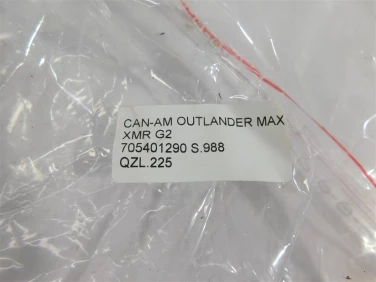 CAN-AM OUTLANDER MAX
XMR G2
705401290 S.988
QZL.225